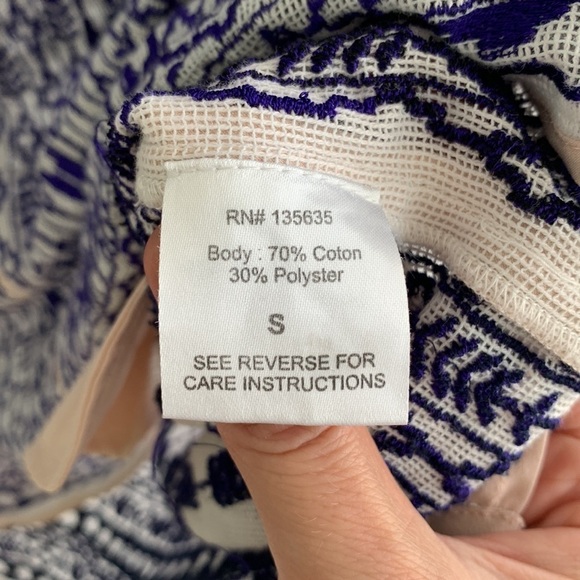 RN# 135635
Body : 70% Coton
30% Polyster
S
SEE REVERSE FOR
CARE INSTRUCTIONS